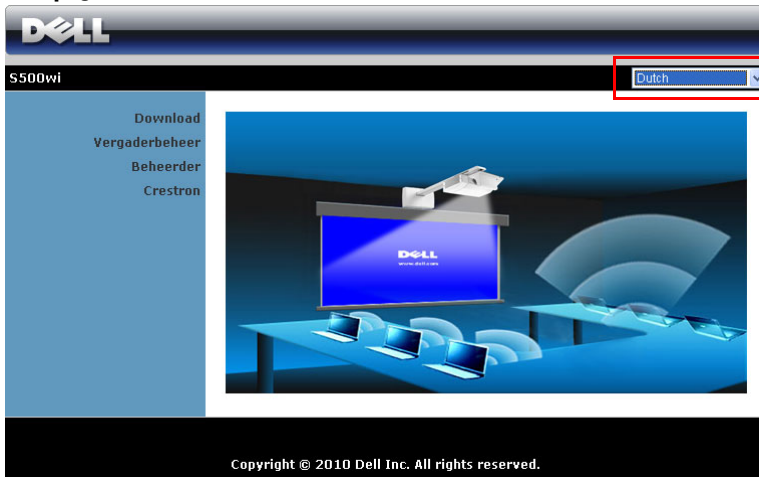 DELL
S500wi
Dutch
Download
Vergaderbeheer
Beheerder
Crestron
DELL
www.dell.com
Copyright © 2010 Dell Inc. All rights reserved.